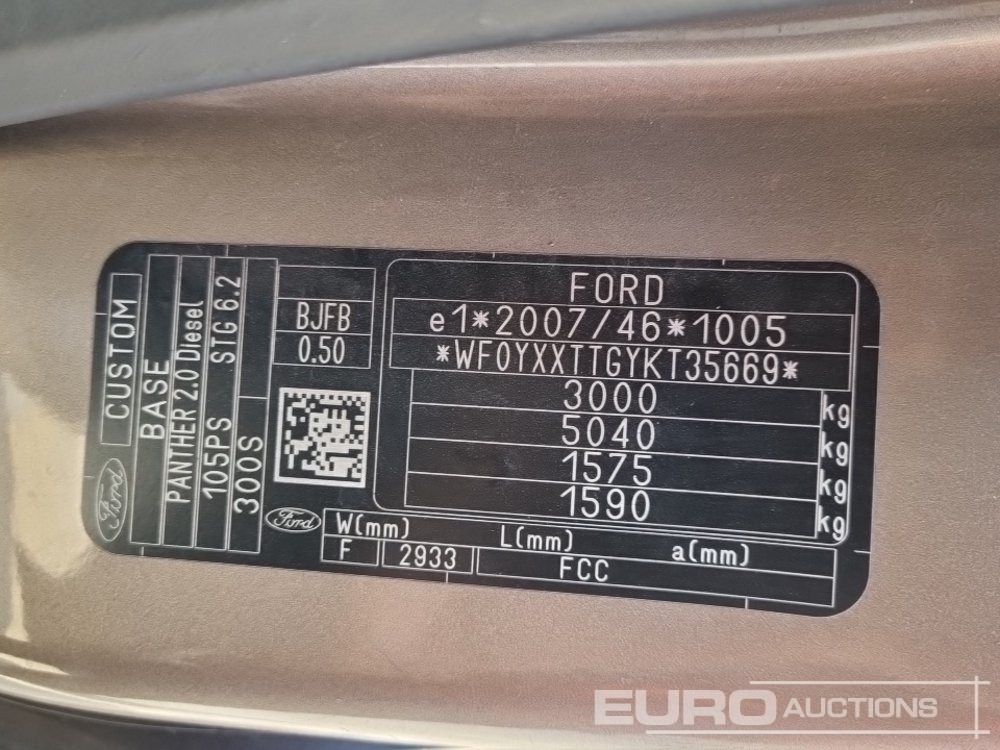 FORD
e1*2007/46*1005
*WF0YXXTTGYKT35669*
3000 kg
5040 kg
1575 kg
1590 kg
Ford CUSTOM
BASE
PANTHER 2.0 Diesel
105PS STG 6.2
300S
BJFB
0.50
Ford
W(mm) L(mm) a(mm)
F 2933 FCC
EURO AUCTIONS